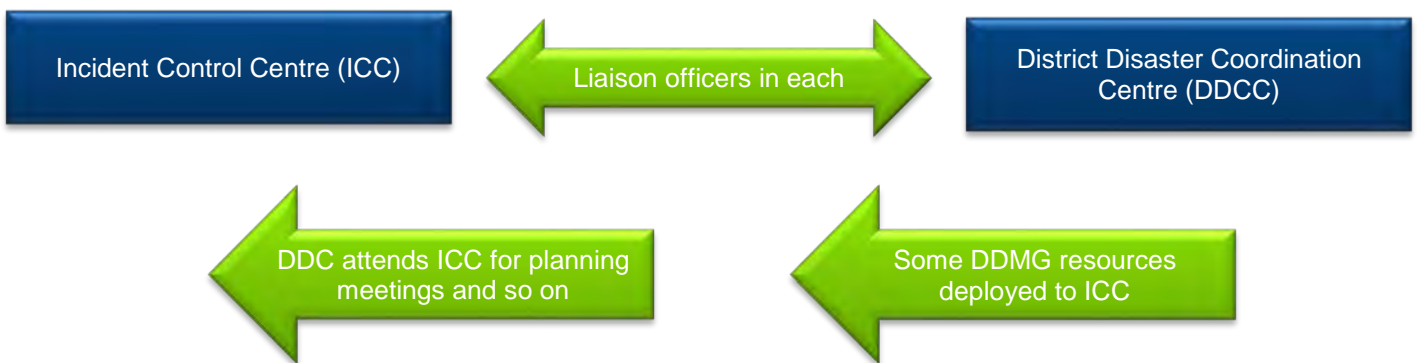 Incident Control Centre (ICC)
Liaison officers in each
District Disaster Coordination
Centre (DDCC)
DDC attends ICC for planning
meetings and so on
Some DDMG resources
deployed to ICC